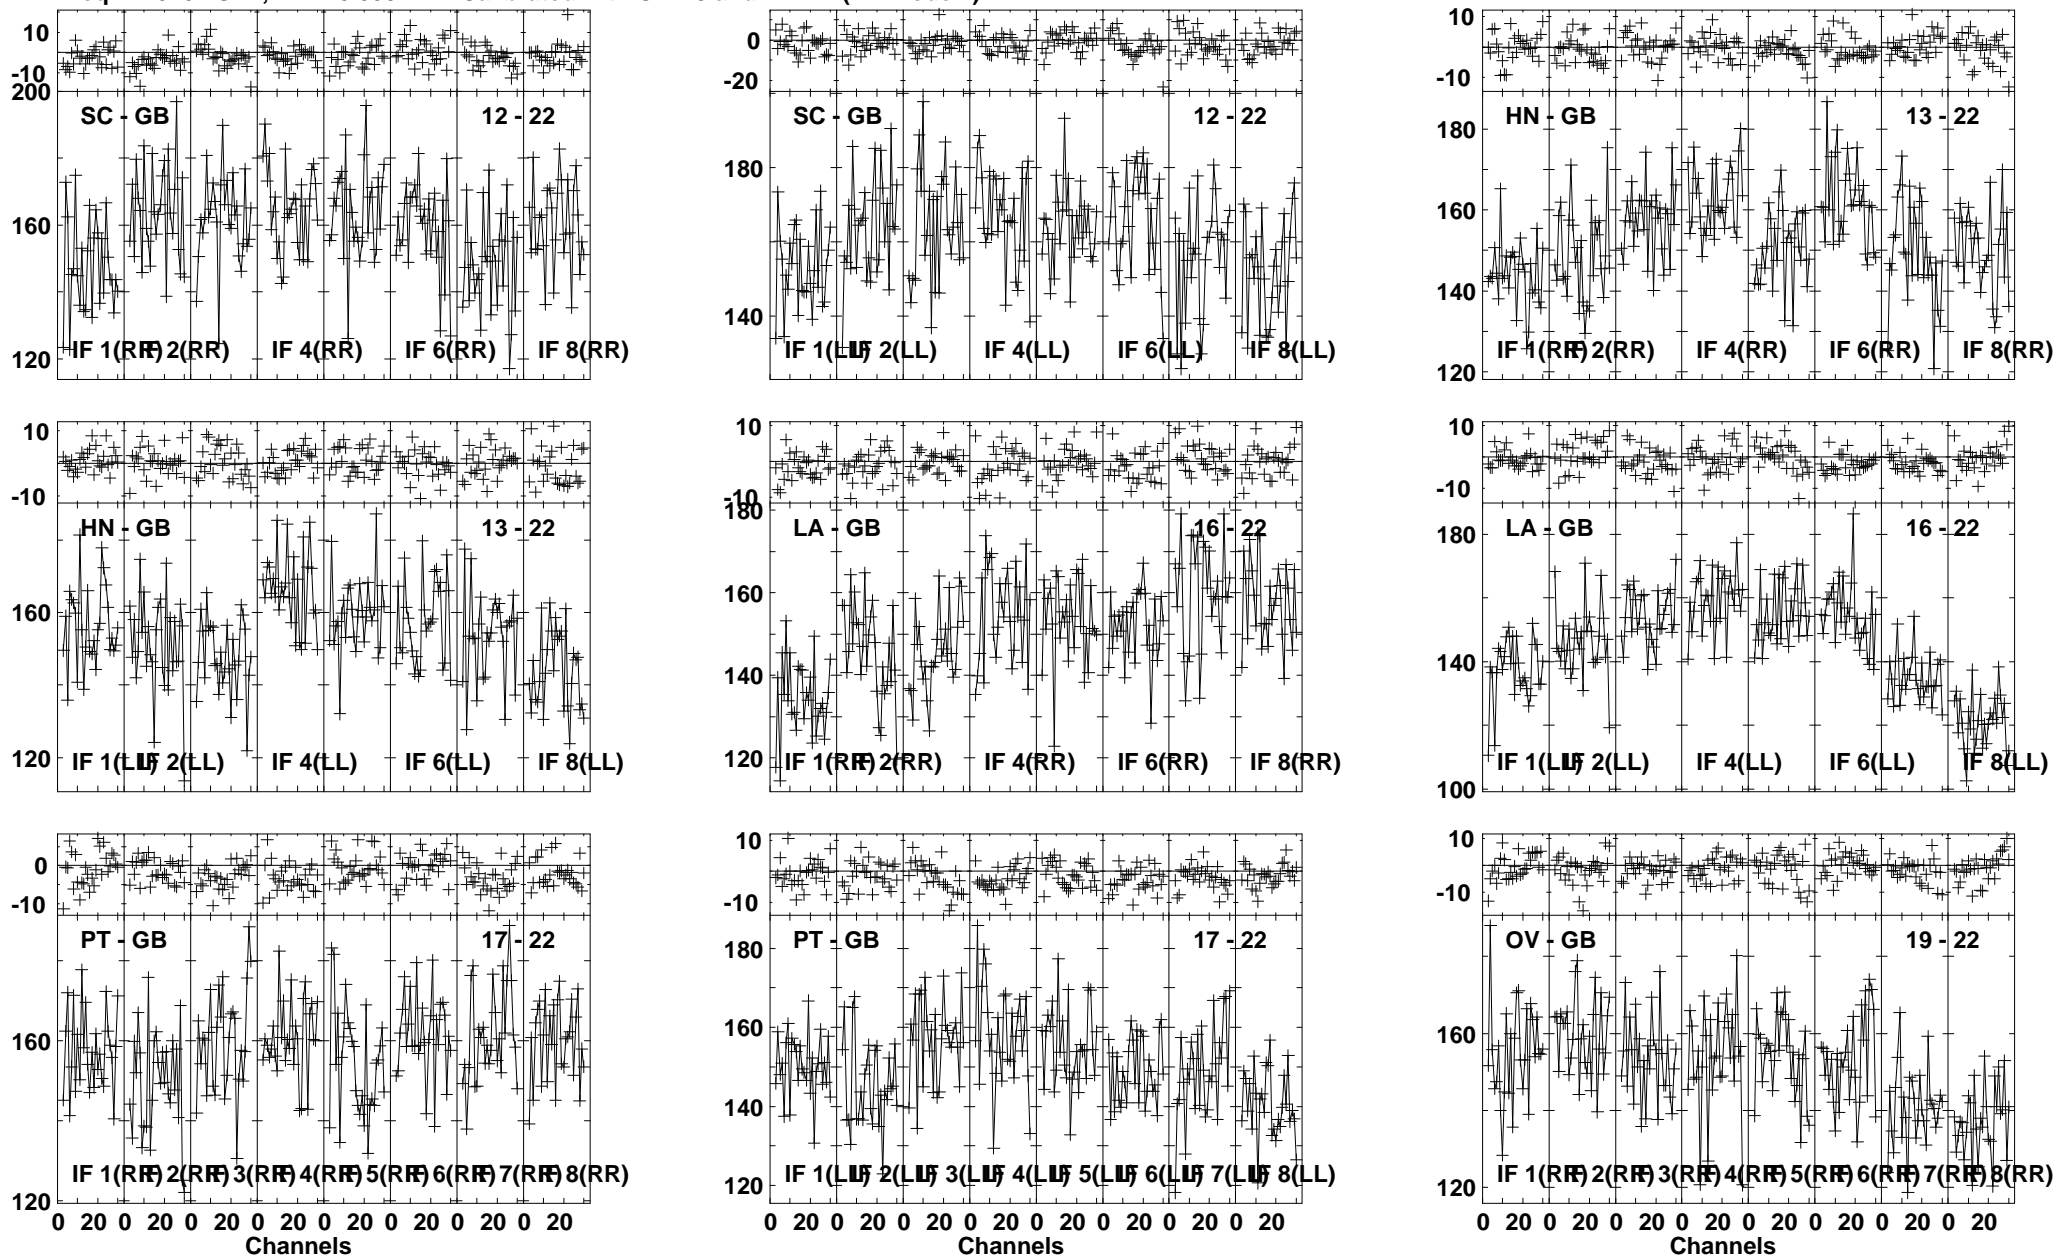 10 0 10
-10 -20 -10
200
SC - GB 12 - 22 SC - GB 12 - 22 HN - GB 13 - 22
180 180
160 160
160 140 140
120 120
IF 1(RR) IF 2(RR) IF 4(RR) IF 6(RR) IF 8(RR)
IF 1(LL) IF 2(LL) IF 4(LL) IF 6(LL) IF 8(LL)
IF 1(RR) IF 2(RR) IF 4(RR) IF 6(RR) IF 8(RR)
10 10 10
-10 -10 -10
180
HN - GB 13 - 22 LA - GB 16 - 22 LA - GB 16 - 22
160 160 180
140 140
120 120 100
IF 1(LL) IF 2(LL) IF 4(LL) IF 6(LL) IF 8(LL)
IF 1(RR) IF 2(RR) IF 4(RR) IF 6(RR) IF 8(RR)
IF 1(LL) IF 2(LL) IF 4(LL) IF 6(LL) IF 8(LL)
0 10 10
-10 -10 -10
PT - GB 17 - 22 PT - GB 17 - 22 OV - GB 19 - 22
180
160 160 160
140
120 120 120
IF 1(RR) IF 2(RR) IF 3(RR) IF 4(RR) IF 5(RR) IF 6(RR) IF 7(RR) IF 8(RR)
IF 1(LL) IF 2(LL) IF 3(LL) IF 4(LL) IF 5(LL) IF 6(LL) IF 7(LL) IF 8(LL)
IF 1(RR) IF 2(RR) IF 3(RR) IF 4(RR) IF 5(RR) IF 6(RR) IF 7(RR) IF 8(RR)
0 20 0 20 0 20 0 20 0 20 0 20 0 20 0 20
0 20 0 20 0 20 0 20 0 20 0 20 0 20 0 20
0 20 0 20 0 20 0 20 0 20 0 20 0 20 0 20
Channels Channels Channels